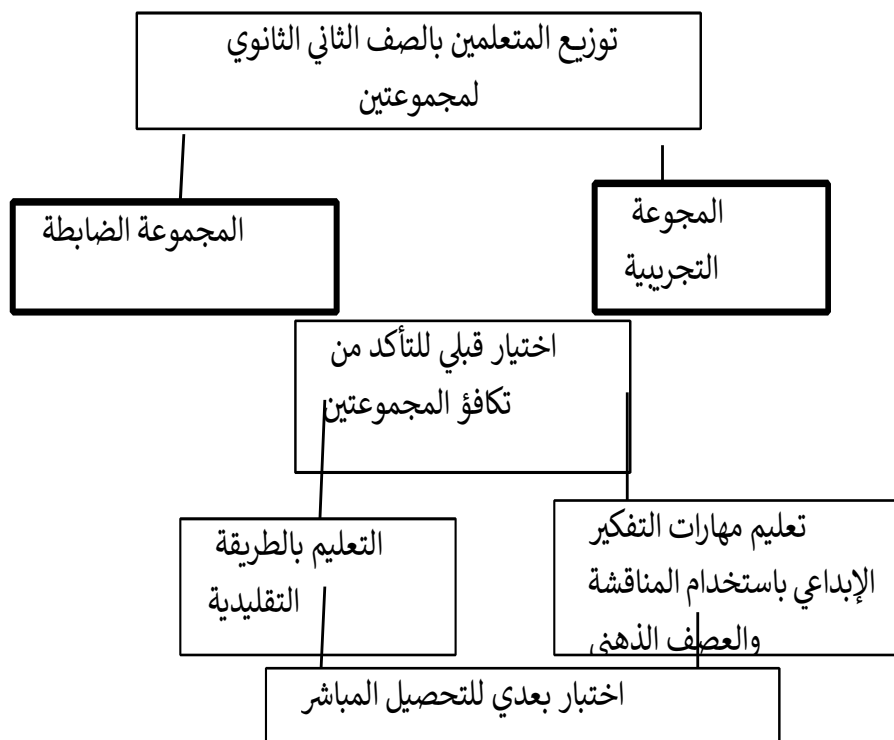 توزيع المتعلمين بالصف الثاني الثانوي
لمجموعتين
المجوعة
التجريبية
المجموعة الضابطة
اختيار قبلي للتأكد من
تكافؤ المجموعتين
تعليم مهارات التفكير
الإبداعي باستخدام المناقشة
والعصف الذهني
التعليم بالطريقة
التقليدية
اختبار بعدي للتحصيل المباشر